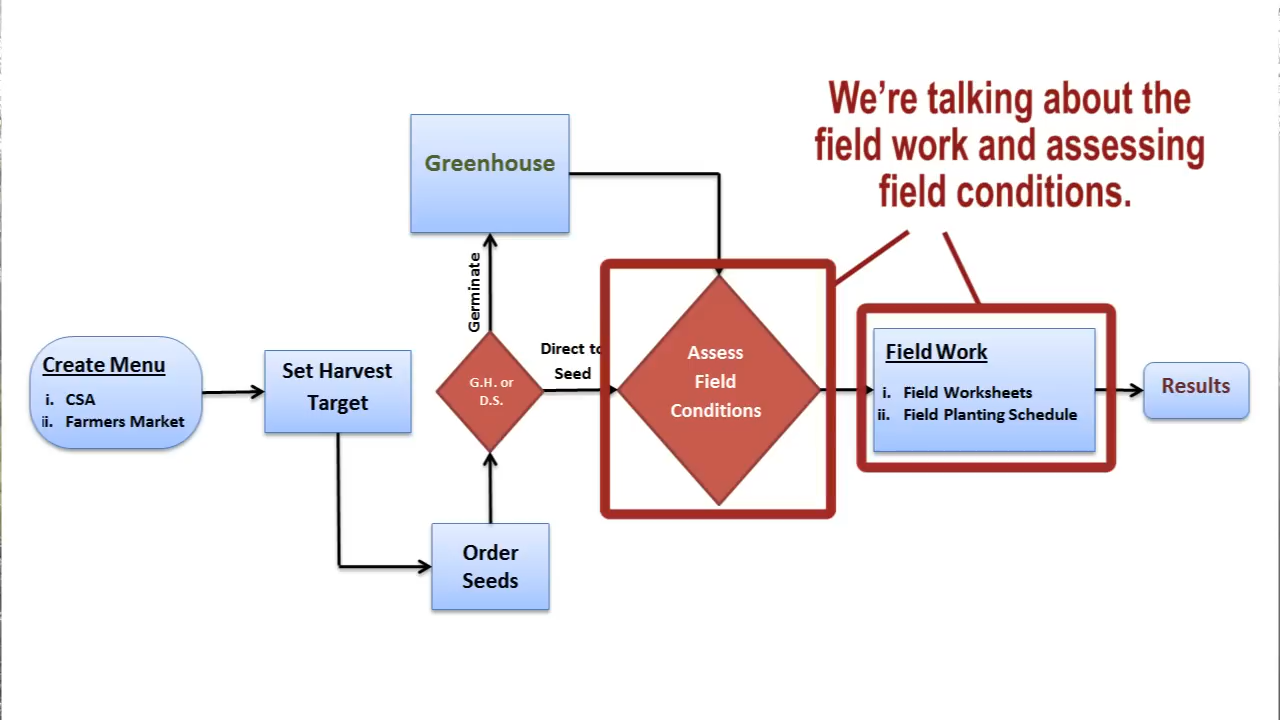 We're talking about the
field work and assessing
field conditions.
Greenhouse
Germinate
Create Menu
i. CSA
ii. Farmers Market
Set Harvest
Target
G.H. or
D.S.
Direct to
Seed
Order
Seeds
Assess
Field
Conditions
Field Work
i. Field Worksheets
ii. Field Planting Schedule
Results